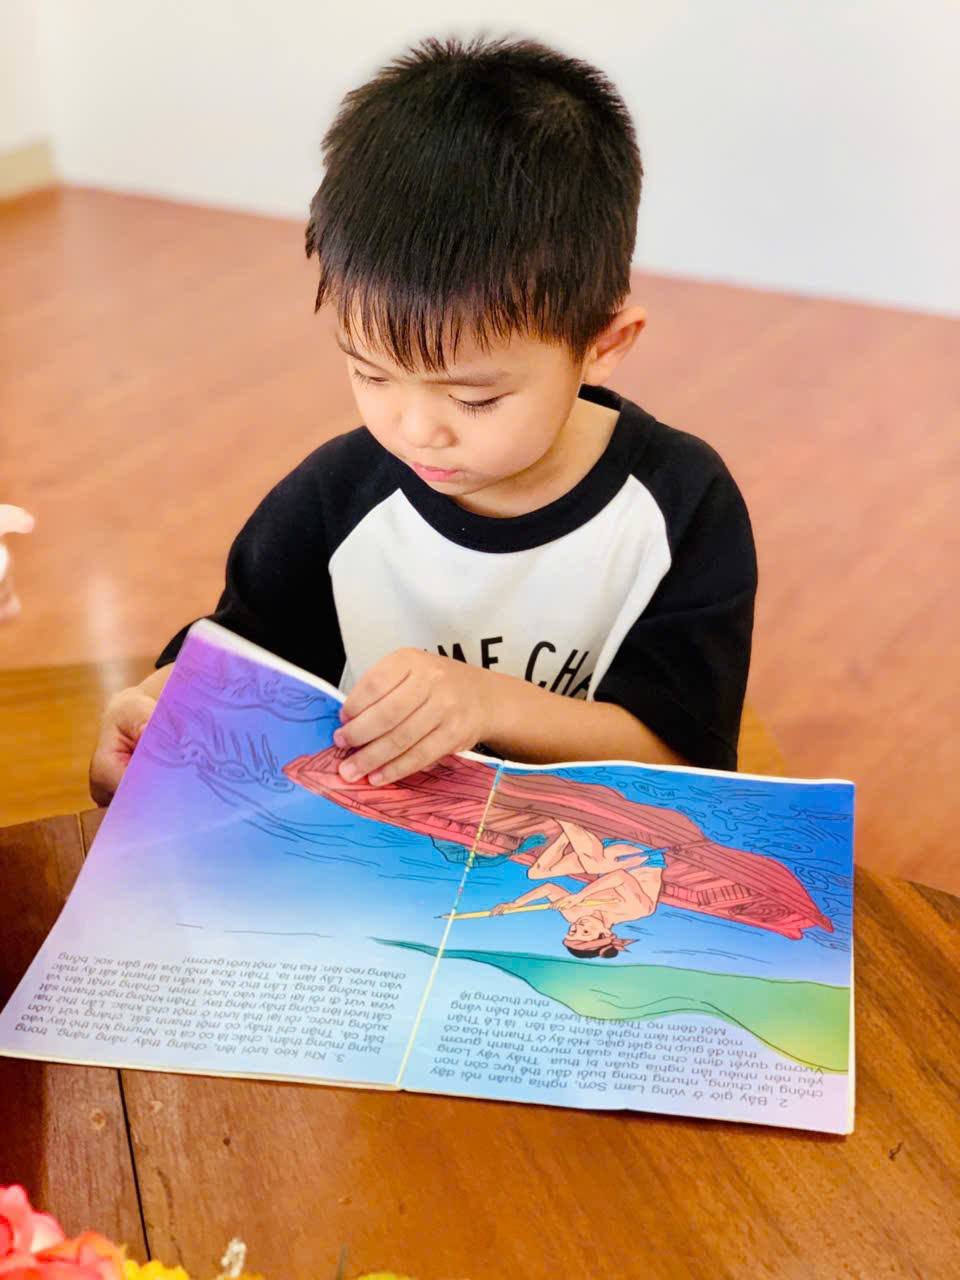 ME CH
2. Bấy giờ ở vùng Lam Sơn, nghĩa quân nổi dậy
chống lại chúng, nhưng trong buổi đầu thế lực còn non
yếu nên nhiều lần nghĩa quân bị thua. Thấy vậy, Long
Vương quyết định cho nghĩa quân mượn gươm
thần để giúp họ giết giặc. Hồi ấy ở Thanh Hóa có
một người làm nghề đánh cá tên là Lê Thận
Một đêm nọ Thận thả lưới ở một bến vắng
như thường lệ
3. Khi kéo lưới lên, chàng thấy nằng nặng, trong
bụng mừng thầm, chắc là có cá to. Nhưng khi thò tay vào
bắt cá, Thận chỉ thấy có một thanh sắt, chàng vứt luôn
xuống nước, rồi lại thả lưới ở một chỗ khác. Lần thứ hai
cất lưới lên cũng thấy nặng tay, Thận không ngờ thanh sắt
vừa vứt đi rồi lại chui vào lưới mình. Chàng nhặt lên và
ném xuống sông. Lần thứ ba, vẫn lại là thanh sắt ấy mắc
vào lưới. Lấy làm lạ, Thận đưa mồi lửa lại gần soi, bỗng
chàng reo lên: Ha ha, một lưỡi gươm!